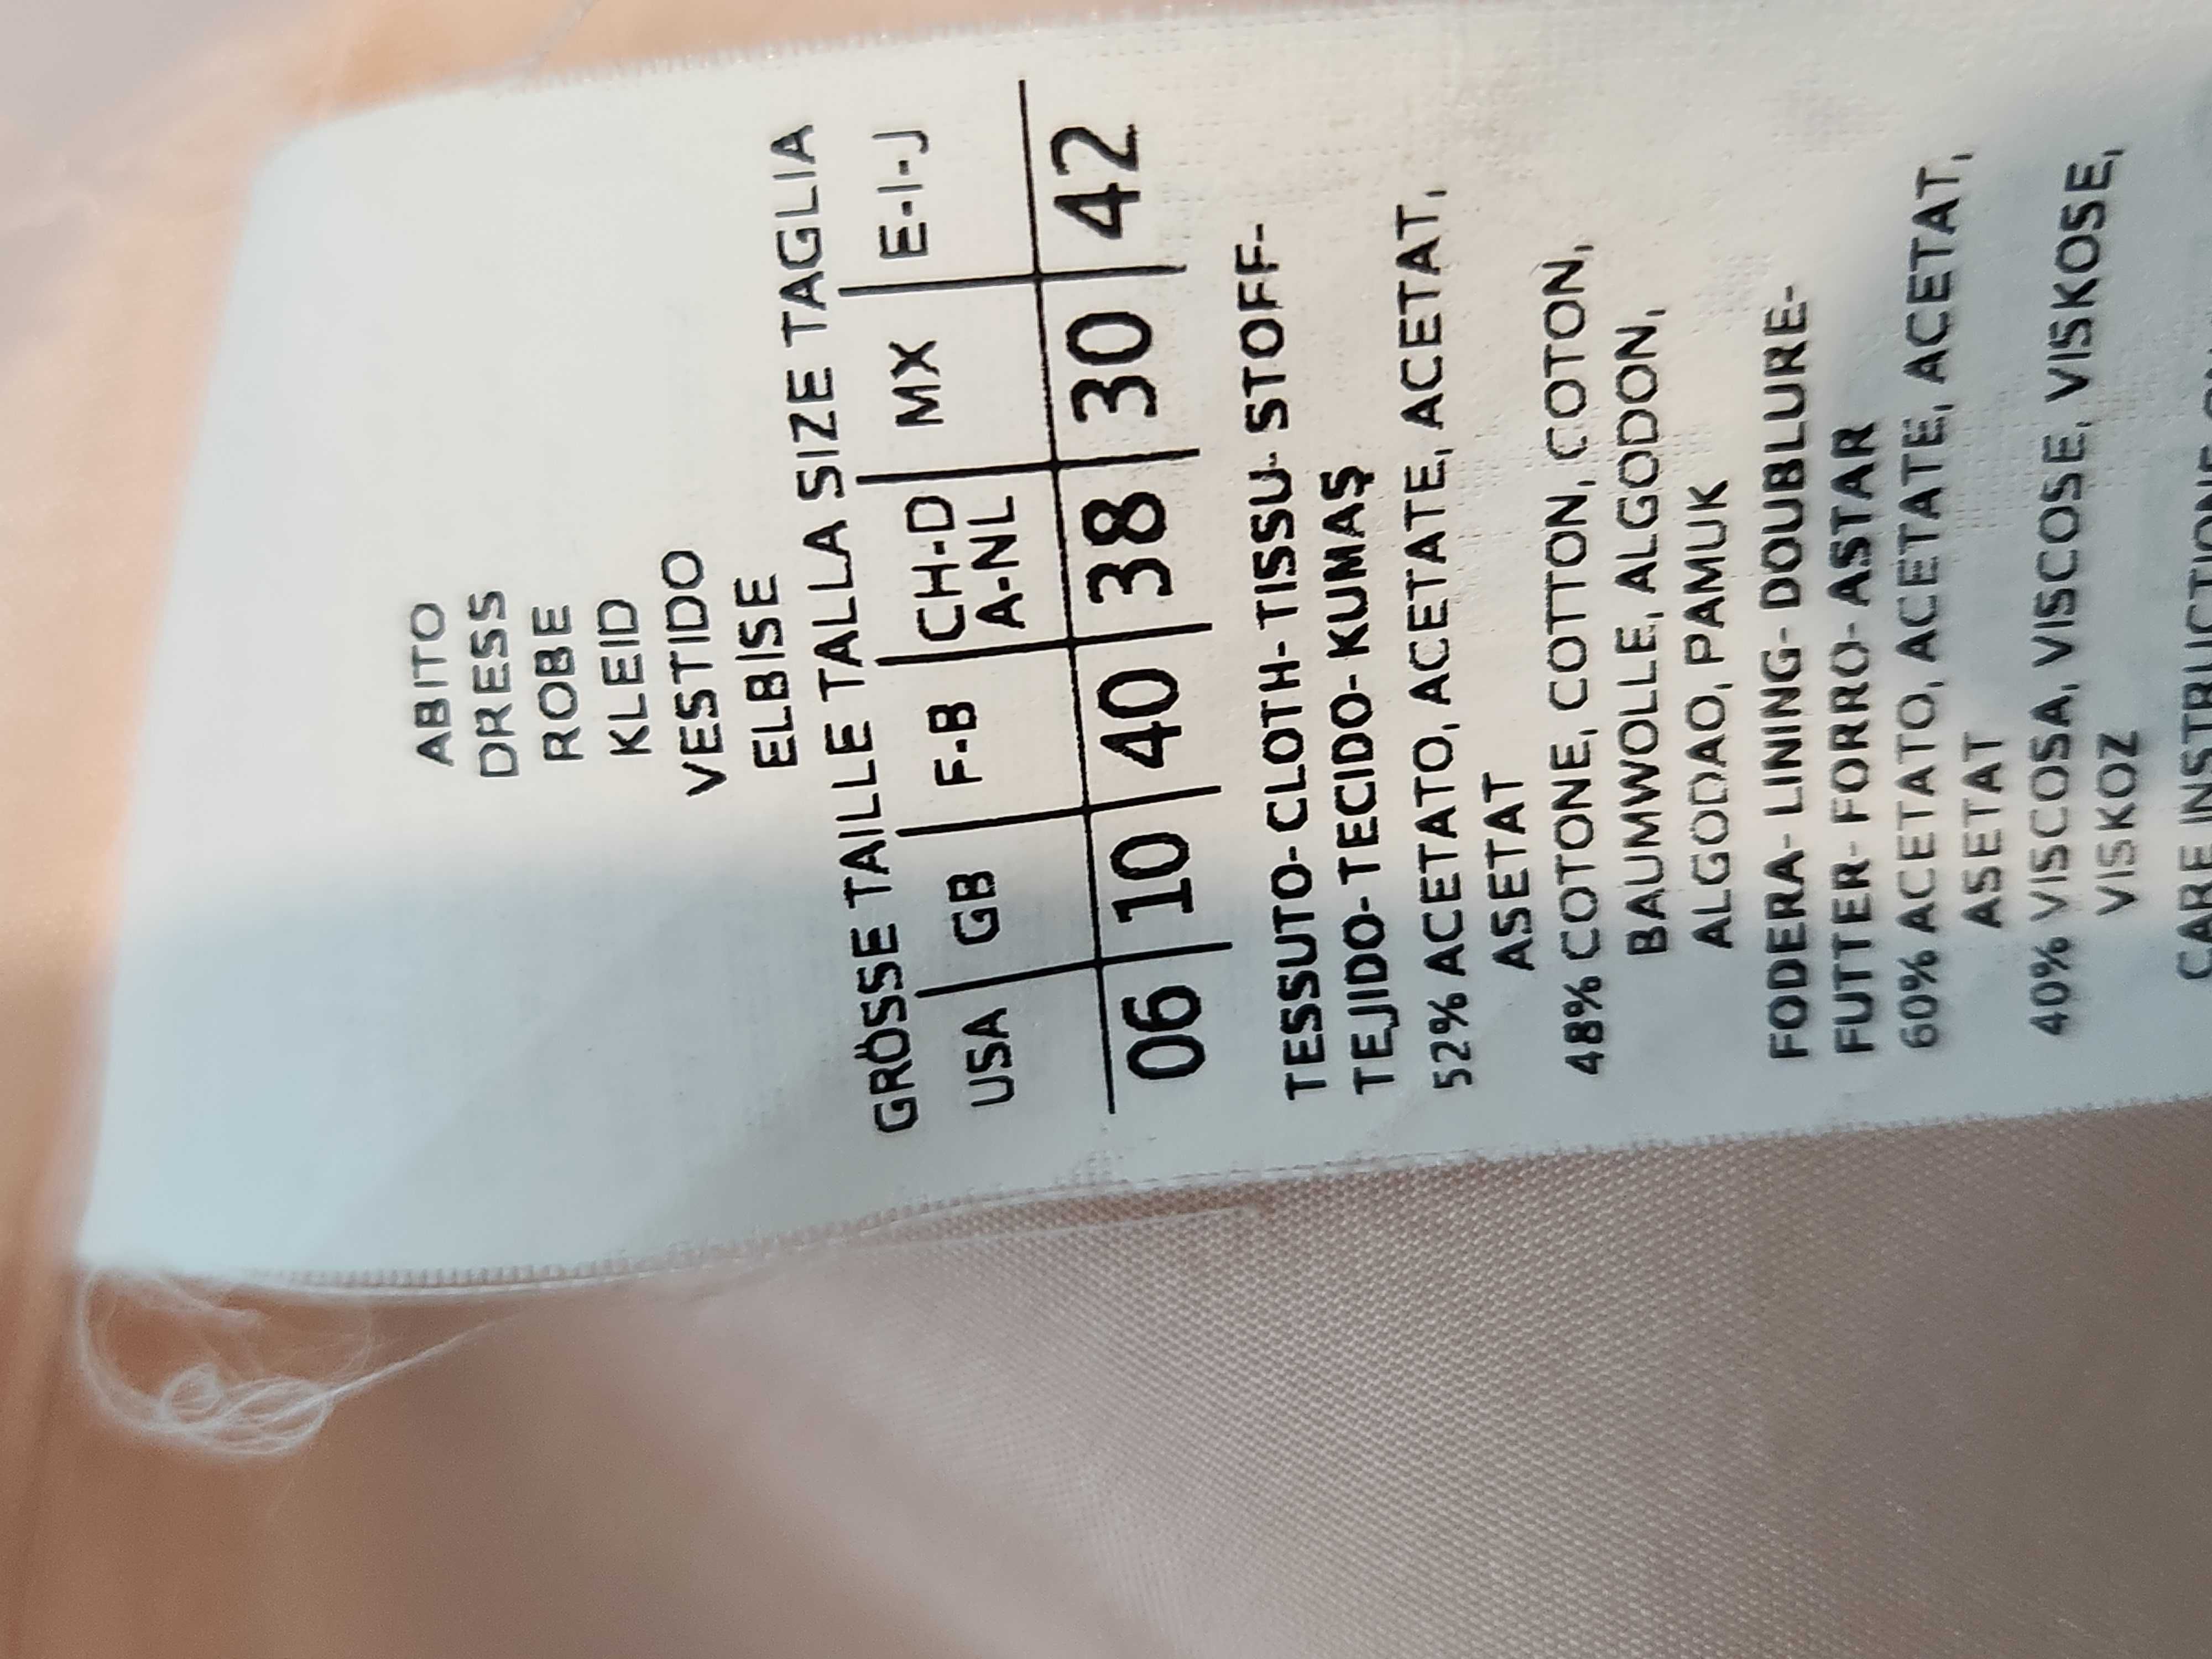 ABITO
DRESS
ROBE
KLEID
VESTIDO
ELBISE
GRÖSSE TAILLE TALLA SIZE TAGLIA
USA GB F-B CH-D A-NL MX E-I-J
06 10 40 38 30 42
TESSUTO- CLOTH- TISSU- STOFF-
TEJIDO- TECIDO- KUMAŞ
52% ACETATO, ACETATE, ACETAT,
ASETAT
48% COTONE, COTTON, COTON,
BAUMWOLLE, ALGODON,
ALGODAO, PAMUK
FODERA- LINING- DOUBLURE-
FUTTER- FORRO- ASTAR
60% ACETATO, ACETATE, ACETAT,
ASETAT
40% VISCOSA, VISCOSE, VISKOSE,
VISKOZ
CARE INSTRUCTIONS